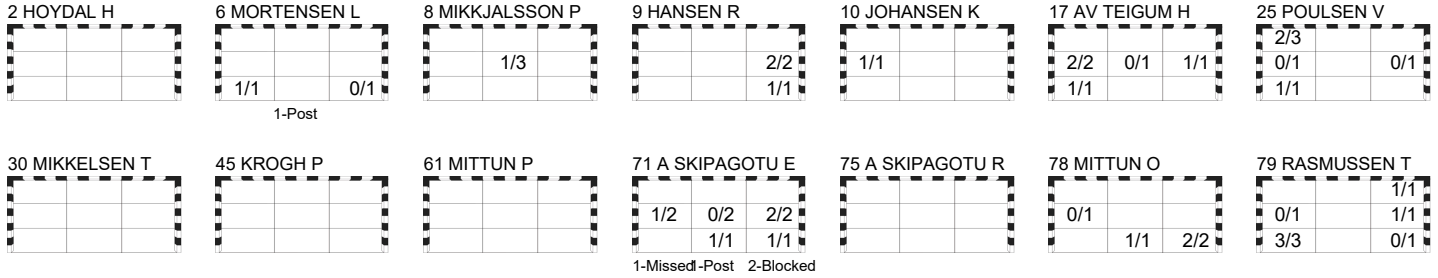 2 HOYDAL H 6 MORTENSEN L 8 MIKKJALSSON P 9 HANSEN R 10 JOHANSEN K 17 AV TEIGUM H 25 POULSEN V
2/3
1/3 2/2 1/1 2/2 0/1 1/1 0/1 0/1
1/1 0/1 1/1 1/1 1/1
1-Post
30 MIKKELSEN T 45 KROGH P 61 MITTUN P 71 A SKIPAGOTU E 75 A SKIPAGOTU R 78 MITTUN O 79 RASMUSSEN T
1/1
1/2 0/2 2/2 0/1 0/1 1/1
1/1 1/1 1/1 2/2 3/3 0/1
1-Missed 1-Post 2-Blocked